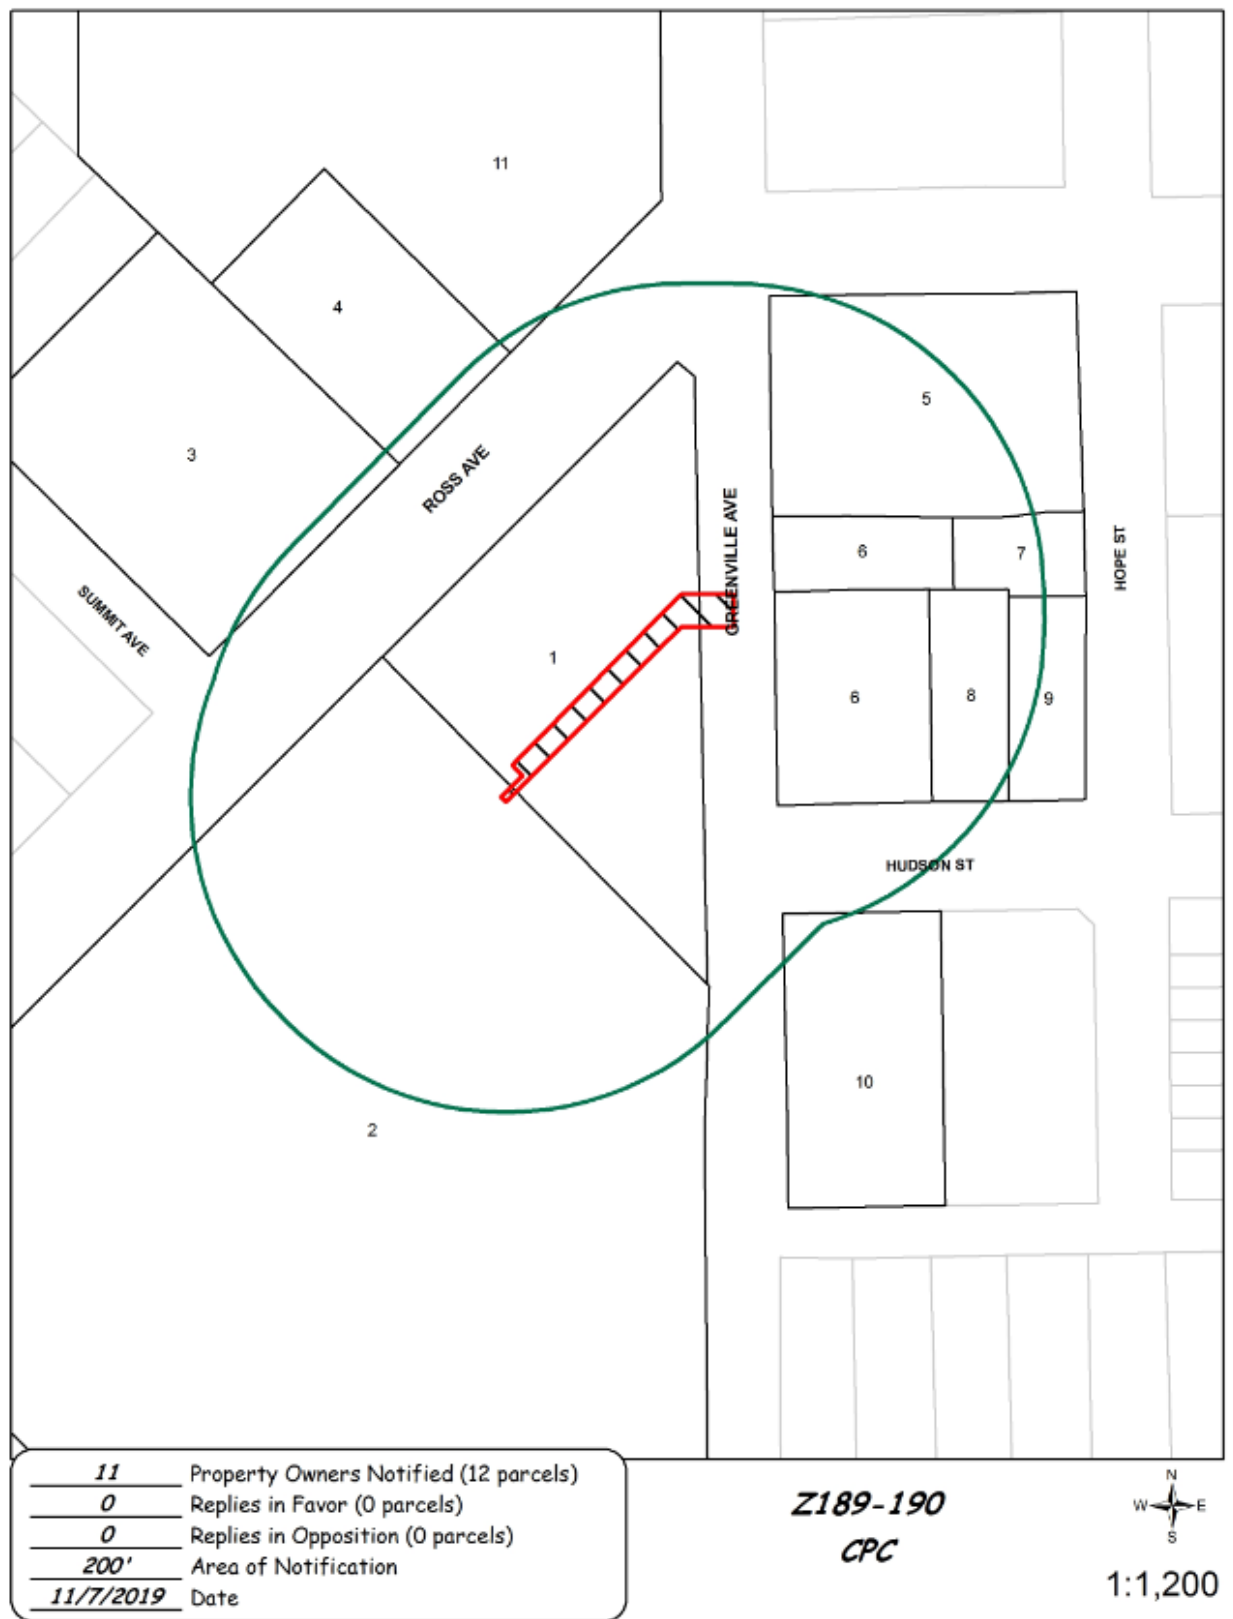 11
4
3
5
ROSS AVE
GREENVILLE AVE
6
7
HOPE ST
SUMMIT AVE
1
6
8
9
HUDSON ST
10
2
11 Property Owners Notified (12 parcels)
0 Replies in Favor (0 parcels)
0 Replies in Opposition (0 parcels)
200' Area of Notification
11/7/2019 Date
Z189-190
CPC
N
W E
S
1:1,200